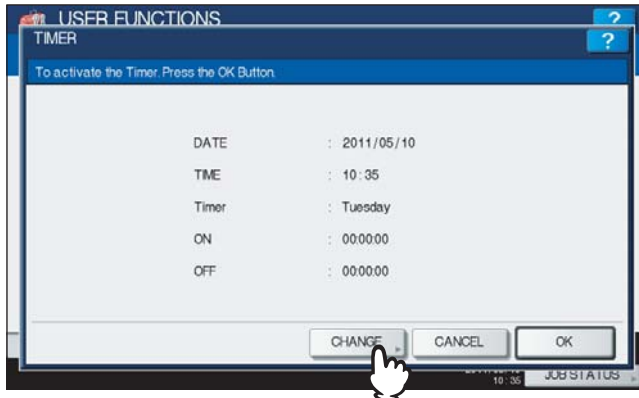 USER FUNCTIONS ?
TIMER ?
To activate the Timer.Press the OK Button.
DATE : 2011/05/10
TIME : 10:35
Timer : Tuesday
ON : 00:00:00
OFF : 00:00:00
CHANGE CANCEL OK
10:35 JOB STATUS